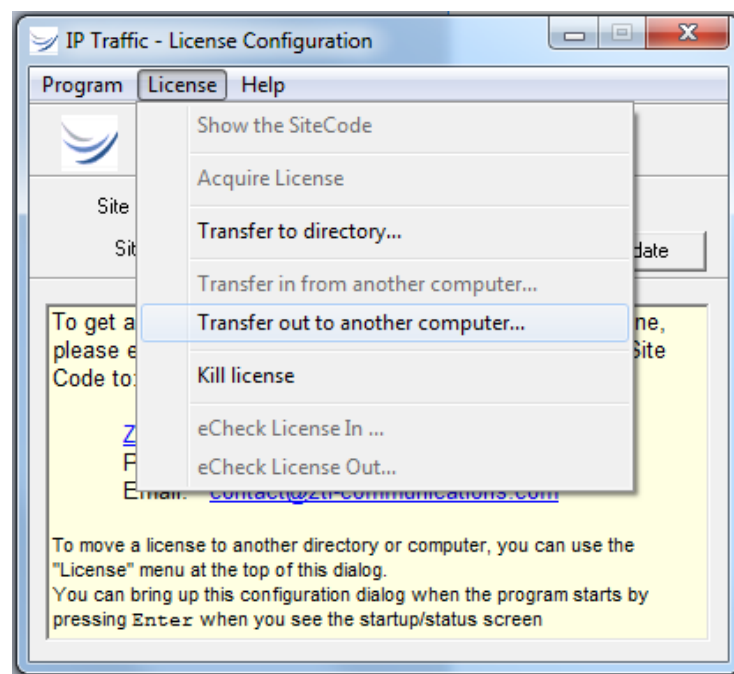 IP Traffic - License Configuration
Program License Help
Show the SiteCode
Acquire License
Site
Transfer to directory...
Sit date
Transfer in from another computer...
To get a ne,
Transfer out to another computer...
please e Site
Code to:
Kill license
eCheck License In ...
eCheck License Out...
Email: contact@zti-communications.com
To move a license to another directory or computer, you can use the
"License" menu at the top of this dialog.
You can bring up this configuration dialog when the program starts by
pressing Enter when you see the startup/status screen